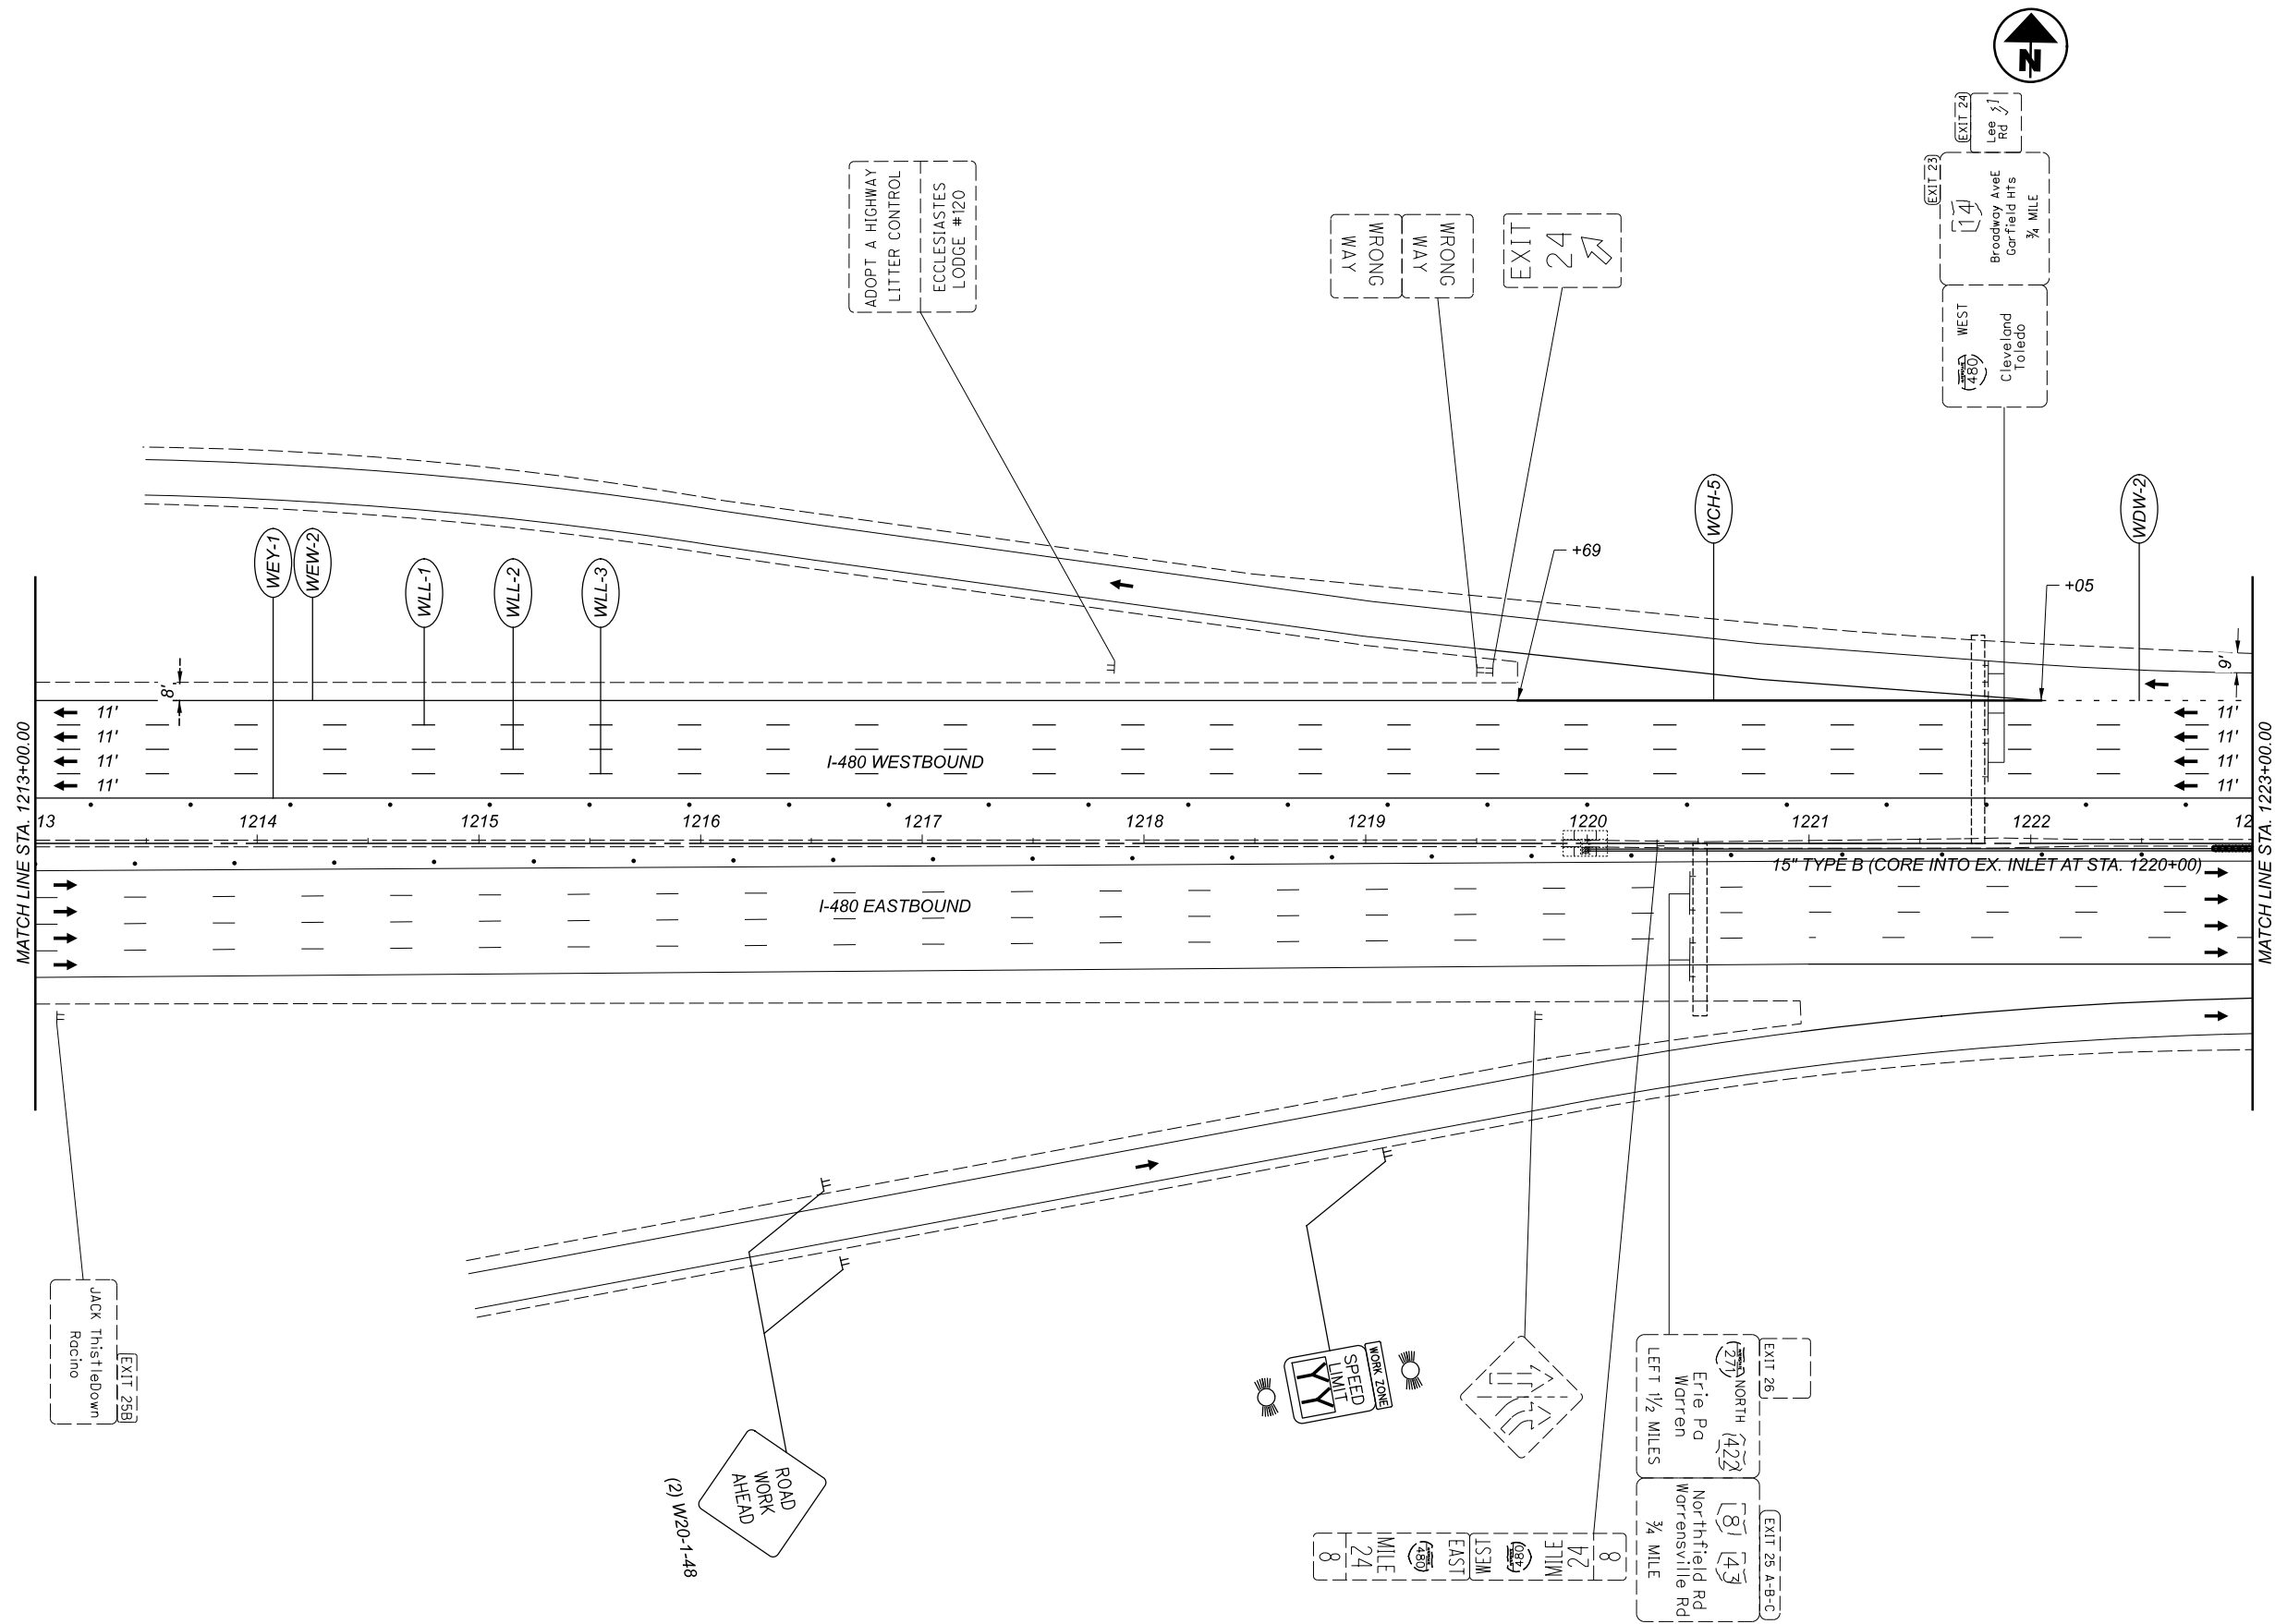 N
EXIT 24
Lee
Rd
EXIT 23
14
Broadway AveE
Garfield Hts
¾ MILE
WEST
480
Cleveland
Toledo
ADOPT A HIGHWAY
LITTER CONTROL
ECCLESIASTES
LODGE #120
WRONG
WAY
WRONG
WAY
EXIT
24
WEY-1
WEW-2
WLL-1
WLL-2
WLL-3
WCH-5
WDW-2
+69
+05
8'
9'
11'
11'
11'
11'
11'
11'
11'
11'
I-480 WESTBOUND
MATCH LINE STA. 1213+00.00
MATCH LINE STA. 1223+00.00
13
1214
1215
1216
1217
1218
1219
1220
1221
1222
12
15" TYPE B (CORE INTO EX. INLET AT STA. 1220+00)
I-480 EASTBOUND
EXIT 25B
JACK ThistleDown
Racino
ROAD
WORK
AHEAD
(2) W20-1-48
WORK ZONE
SPEED
LIMIT
YY
EXIT 26
271 NORTH 422
Erie Pa
Warren
LEFT 1½ MILES
EXIT 25 A-B-C
8 43
Northfield Rd
Warrensville Rd
¾ MILE
EAST
480
MILE
24
8
WEST
480
MILE
24
8